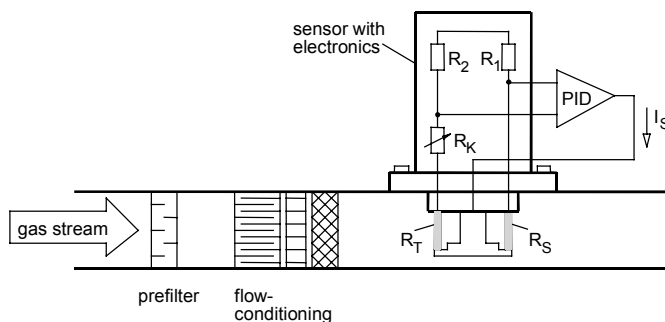 sensor with
electronics
R2
R1
PID
IS
RK
gas stream
RT
RS
prefilter
flow-
conditioning